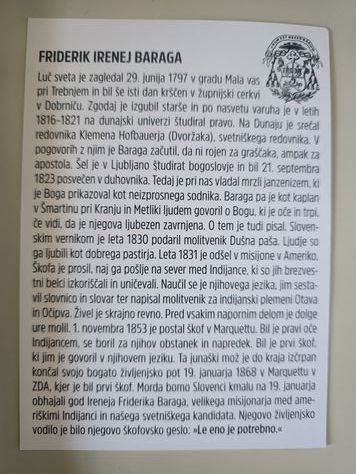 FRIDERIK IRENEJ BARAGA
Luč sveta je zagledal 29. junija 1797 v gradu Mala vas
pri Trebnjem in bil še isti dan krščen v župnijski cerkvi
v Dobrniču. Zgodaj je izgubil starše in po nasvetu varuha je v letih
1816-1821 na dunajski univerzi študiral pravo. Na Dunaju je srečal
redovnika Klemena Hofbauerja (Dvoržaka), svetniškega redovnika. V
pogovorih z njim je Baraga začutil, da ni rojen za graščaka, ampak za
apostola. Šel je v Ljubljano študirat bogoslovje in bil 21. septembra
1823 posvečen v duhovnika. Tedaj je pri nas vladal mrzli janzenizem, ki
je Boga prikazoval kot neizprosnega sodnika. Baraga pa je kot kaplan
v Šmartinu pri Kranju in Metliki ljudem govoril o Bogu, ki je oče in trpi,
če vidi, da je njegova ljubezen zavrnjena. O tem je tudi pisal. Sloven-
skim vernikom je leta 1830 podaril molitvenik Dušna paša. Ljudje so
ga ljubili kot dobrega pastirja. Leta 1831 je odšel v misijone v Ameriko.
Škofa je prosil, naj ga pošlje na sever med Indijance, ki so jih brezves-
tni belci izkoriščali in uničevali. Naučil se je njihovega jezika, jim sesta-
vil slovnico in slovar ter napisal molitvenik za indijanski plemeni Otava
in Očipva. Živel je skrajno revno. Pred vsakim napornim delom je dolge
ure molil. 1. novembra 1853 je postal škof v Marquettu. Bil je pravi oče
Indijancem, se boril za njihov obstanek in napredek. Bil je prvi škof,
ki jim je govoril v njihovem jeziku. Ta junaški mož je do kraja izčrpan
končal svojo bogato življenjsko pot 19. januarja 1868 v Marquettu v
ZDA, kjer je bil prvi škof. Morda bomo Slovenci kmalu na 19. januarja
obhajali god Ireneja Friderika Baraga, velikega misijonarja med ame-
riškimi Indijanci in našega svetniškega kandidata. Njegovo življenjsko
vodilo je bilo njegovo škofovsko geslo: »Le eno je potrebno.«